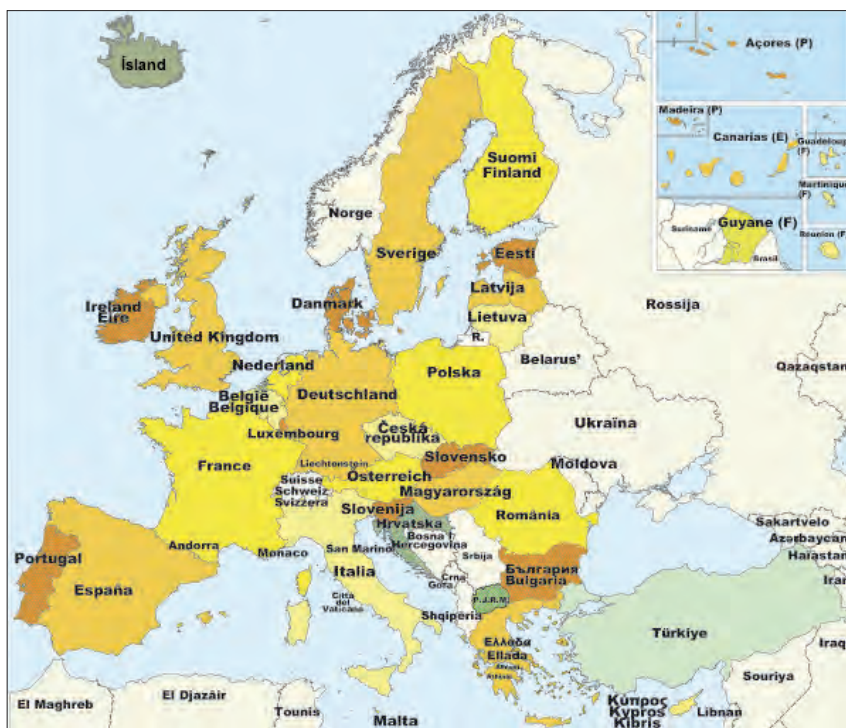 Ísland
Açores (P)
Madeira (P)
Canarias (E)
Guadeloupe
(F)
Martinique
(F)
Guyane (F)
Suriname
Brasil
Réunion (F)
Suomi
Finland
Norge
Sverige
Eesti
Latvija
Lietuva
R.
Rossija
Ireland
Éire
United Kingdom
Danmark
Nederland
België
Belgique
Deutschland
Polska
Belarus'
Qazaqstan
Luxembourg
Česká
republika
Ukraïna
Slovensko
Moldova
France
Liechtenstein
Österreich
Suisse
Schweiz
Svizzera
Magyarország
Slovenija
Hrvatska
România
Bosna i
Hercegovina
Srbija
Sakartvelo
Azərbaycan
Haïastan
Iran
Andorra
Monaco
San Marino
Portugal
España
Italia
Città
del
Vaticano
Crna
Gora
България
Bulgaria
P.J.R.M.
Shqipëria
Türkiye
Iraq
Ελλάδα
Ellada
El Maghreb
El Djazâir
Tounis
Malta
Κύπρος
Kypros
Kibris
Libnan
Souriya